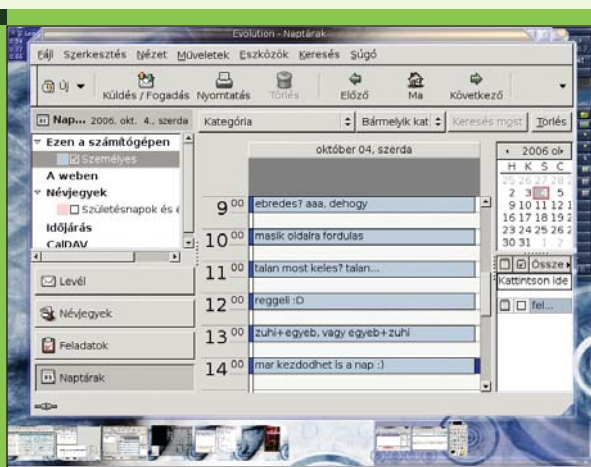 Evolution - Naptárak
Fájl Szerkesztés Nézet Műveletek Eszközök Keresés Súgó
Új Küldés / Fogadás Nyomtatás Törlés Előző Ma Következő
Nap... 2006. okt. 4., szerda
Kategória Bármelyik kat Keresés most Törlés
Ezen a számítógépen
Személyes
A weben
Névjegyek
Születésnapok és é
Időjárás
CalDAV
Levél
Névjegyek
Feladatok
Naptárak
október 04, szerda
9 00 ebredes? aaa, dehogy
10 00 masik oldalra fordulas
11 00 talan most keles? talan...
12 00 reggeli :D
13 00 zuhi+egyeb, vagy egyeb+zuhi
14 00 mar kezdodhet is a nap :)
2006 ok
H K S C
25 26 27 28
2 3 4 5
9 10 11 12 1
16 17 18 19 2
23 24 25 26 2
30 31 1 2
Össze
Kattintson ide
fel...